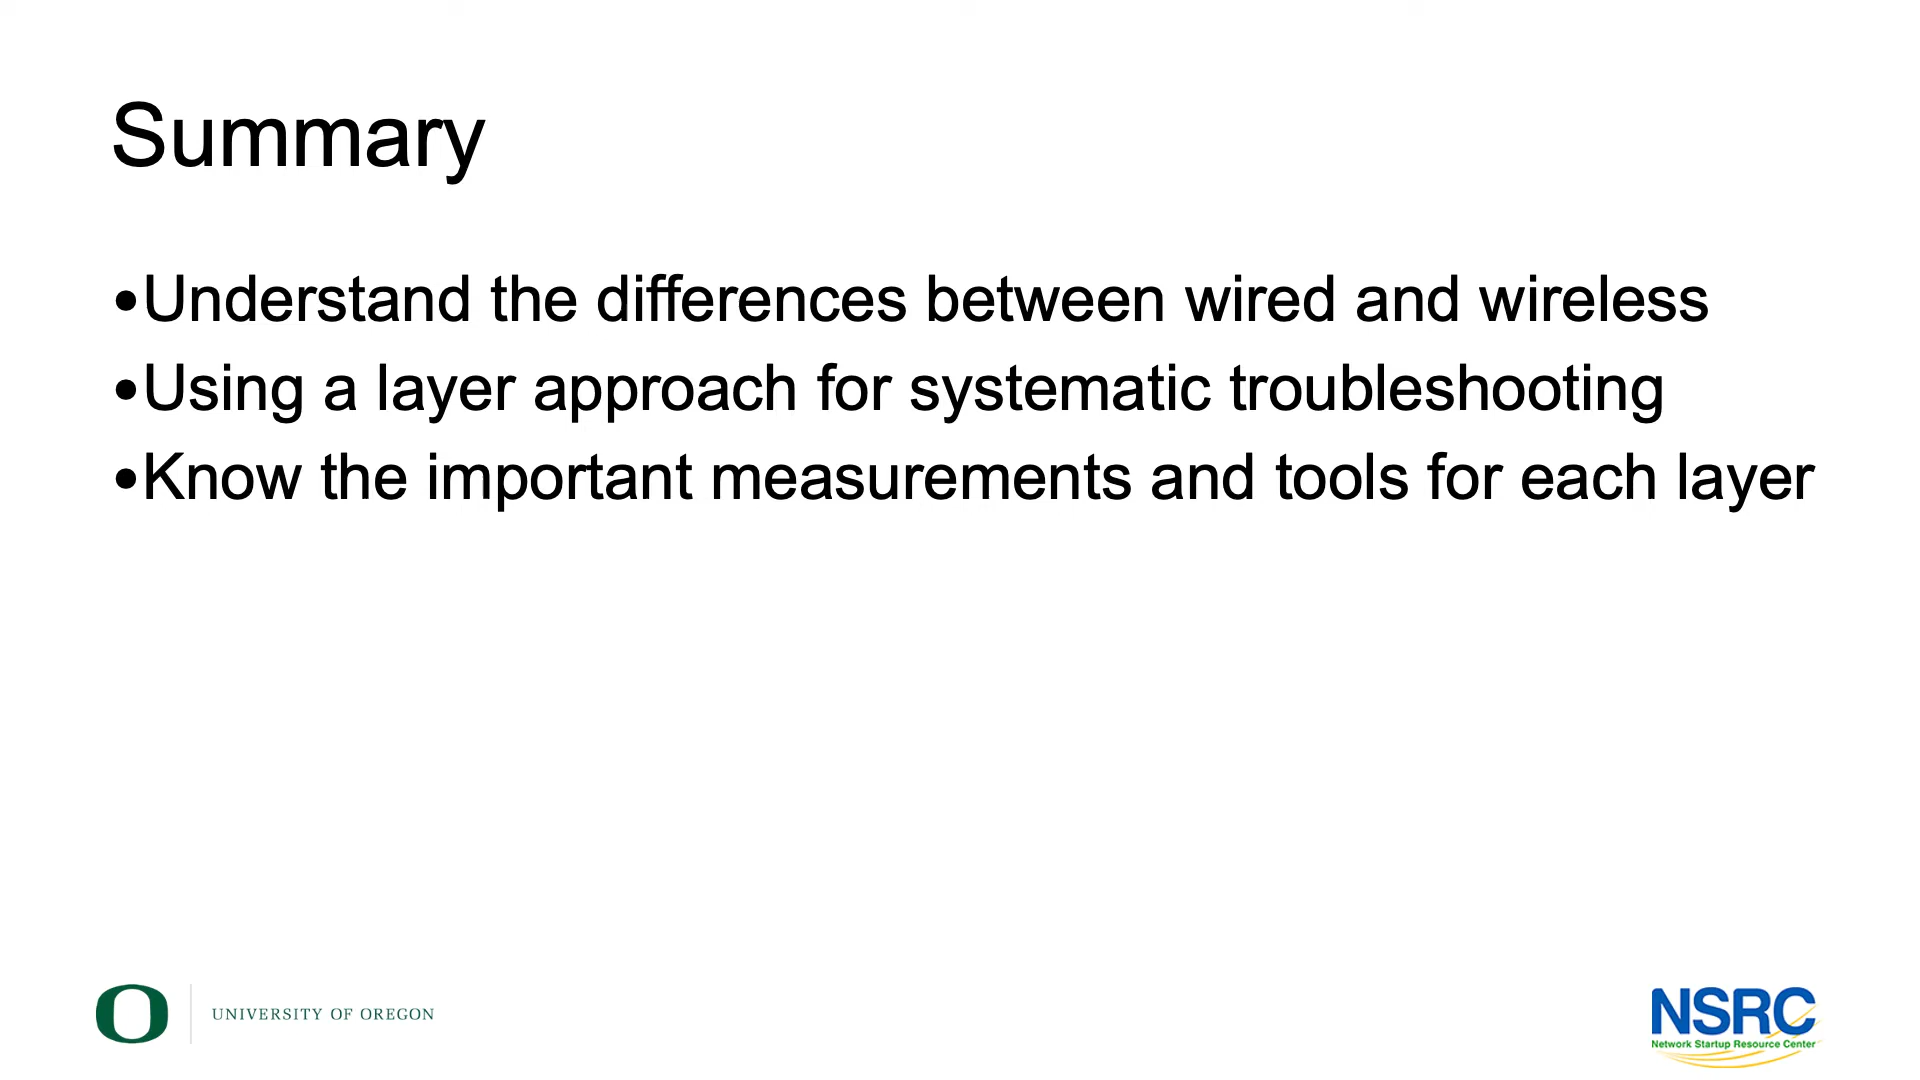 Summary
•Understand the differences between wired and wireless
•Using a layer approach for systematic troubleshooting
•Know the important measurements and tools for each layer
O
UNIVERSITY OF OREGON
NSRC
Network Startup Resource Center